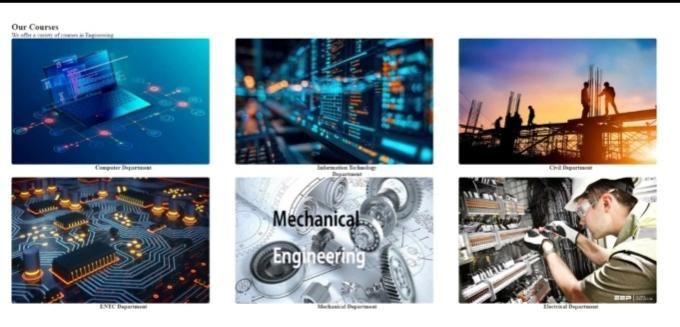 Our Courses
We offer a variety of courses in Engineering
Computer Department
Information Technology
Department
Civil Department
Mechanical
Engineering
ENTC Department
Mechanical Department
Electrical Department
EEP